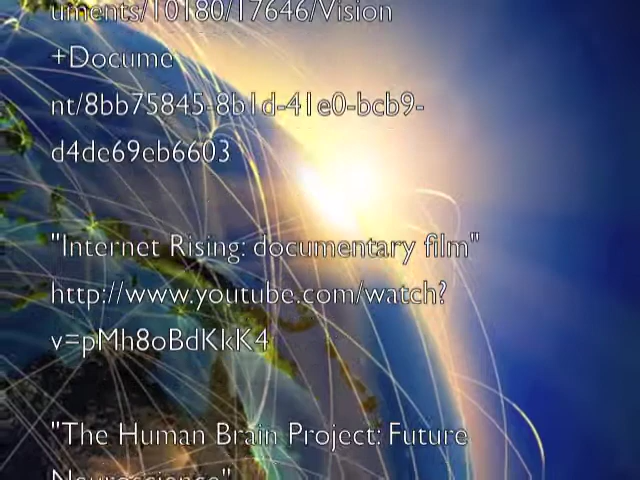 uments/10180/17646/Vision
+Docume
nt/8bb75845-8b1d-41e0-bcb9-
d4de69eb6603
"Internet Rising: documentary film"
http://www.youtube.com/watch?
v=pMh8oBdKkK4
"The Human Brain Project: Future
Neuroscience"